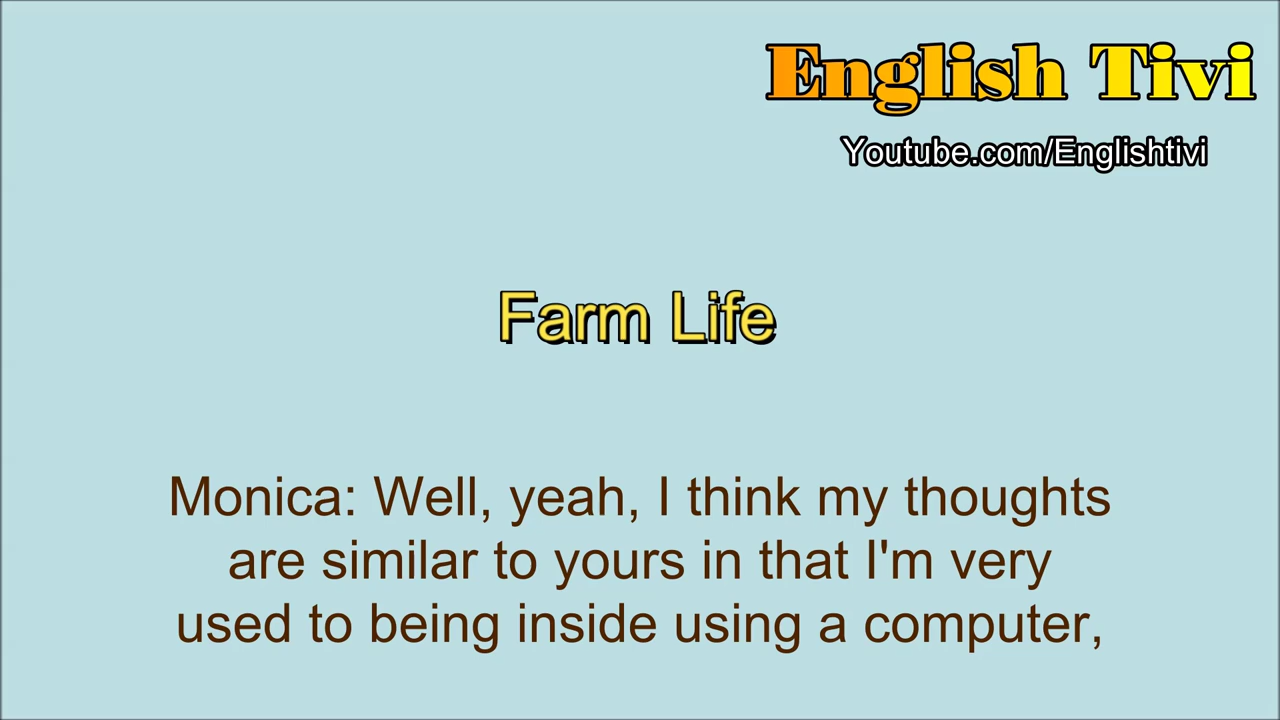 English Tivi
Youtube.com/Englishtivi
Farm Life
Monica: Well, yeah, I think my thoughts
are similar to yours in that I'm very
used to being inside using a computer,